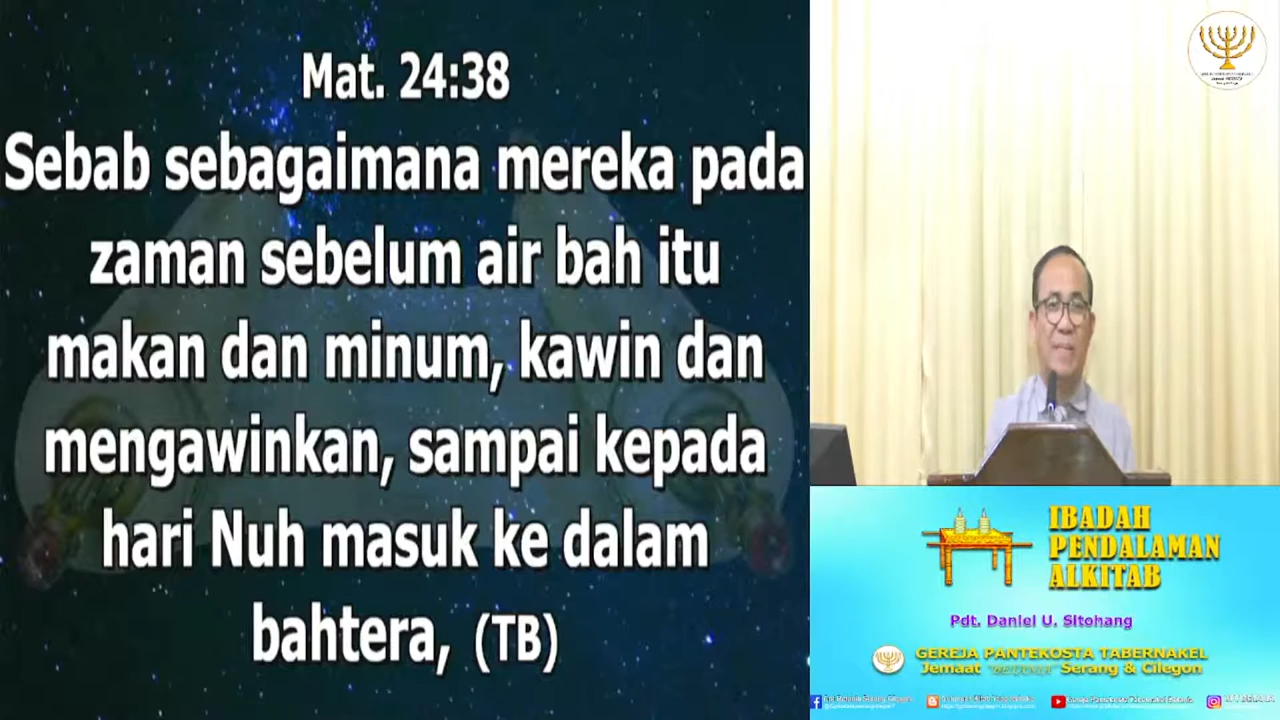 Mat. 24:38
Sebab sebagaimana mereka pada
zaman sebelum air bah itu
makan dan minum, kawin dan
mengawinkan, sampai kepada
hari Nuh masuk ke dalam
bahtera, (TB)
IBADAH
PENDALAMAN
ALKITAB
Pdt. Daniel U. Sitohang
GEREJA PANTEKOSTA TABERNAKEL
Jemaat "BETANIA" Serang & Cilegon